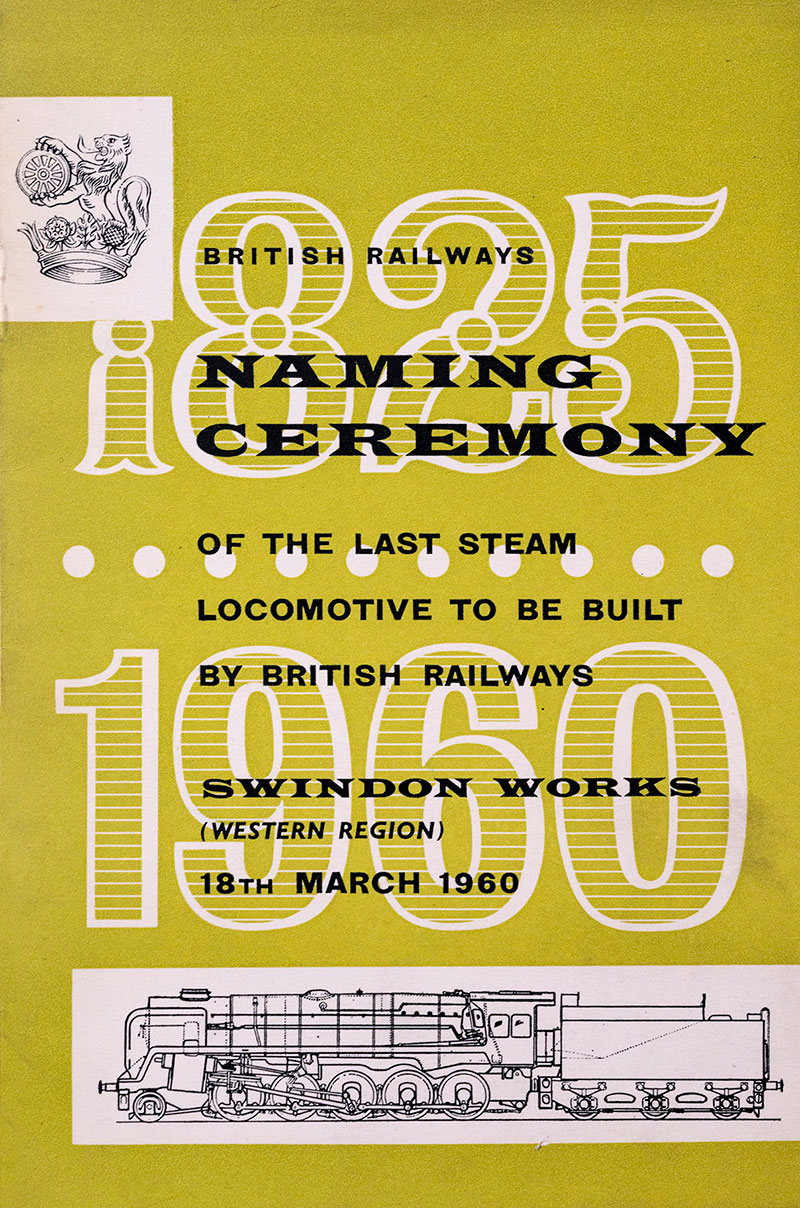 1825
BRITISH RAILWAYS
NAMING
CEREMONY
OF THE LAST STEAM
LOCOMOTIVE TO BE BUILT
BY BRITISH RAILWAYS
1960
SWINDON WORKS
(WESTERN REGION)
18TH MARCH 1960